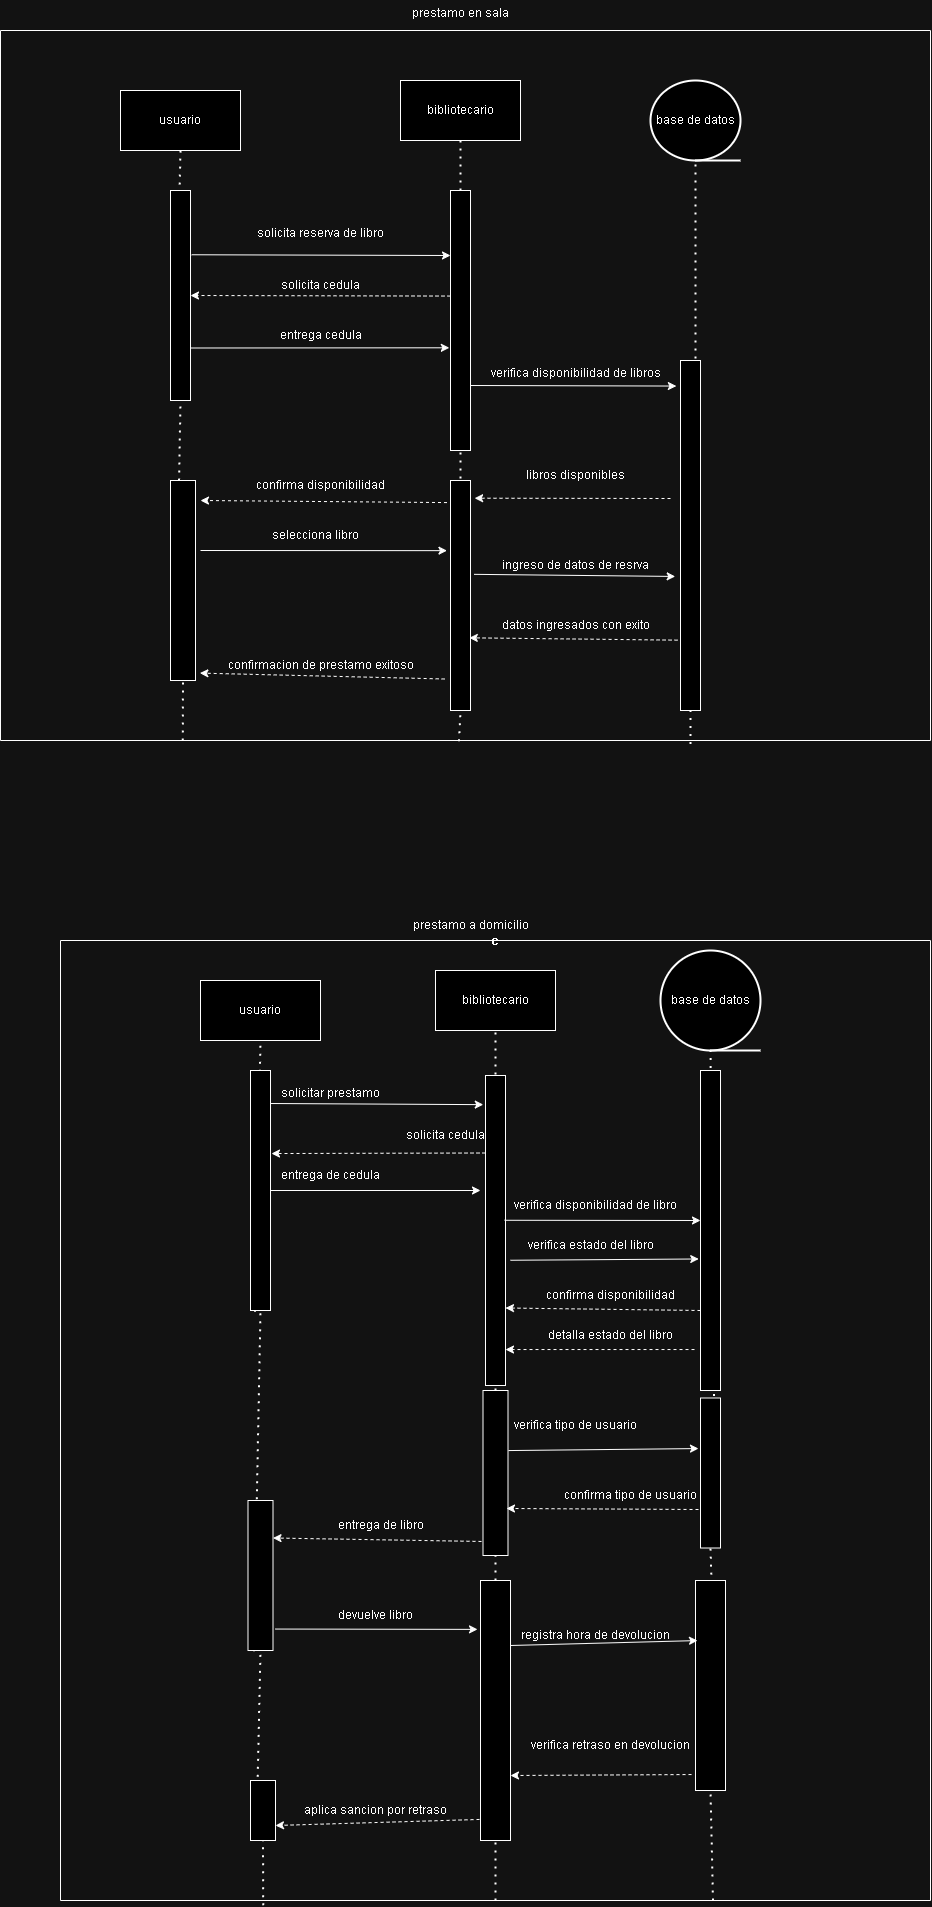 prestamo en sala
usuario
bibliotecario
base de datos
solicita reserva de libro
solicita cedula
entrega cedula
verifica disponibilidad de libros
libros disponibles
confirma disponibilidad
selecciona libro
ingreso de datos de resrva
datos ingresados con exito
confirmacion de prestamo exitoso
prestamo a domicilio
c
usuario
bibliotecario
base de datos
solicitar prestamo
solicita cedula
entrega de cedula
verifica disponibilidad de libro
verifica estado del libro
confirma disponibilidad
detalla estado del libro
verifica tipo de usuario
confirma tipo de usuario
entrega de libro
devuelve libro
registra hora de devolucion
verifica retraso en devolucion
aplica sancion por retraso